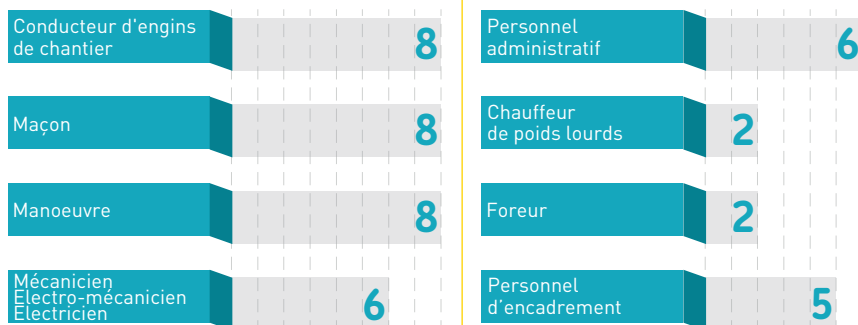 Conducteur d'engins
de chantier
8
Maçon
8
Manoeuvre
8
Mécanicien
Electro-mécanicien
Electricien
6
Personnel
administratif
6
Chauffeur
de poids lourds
2
Foreur
2
Personnel
d'encadrement
5